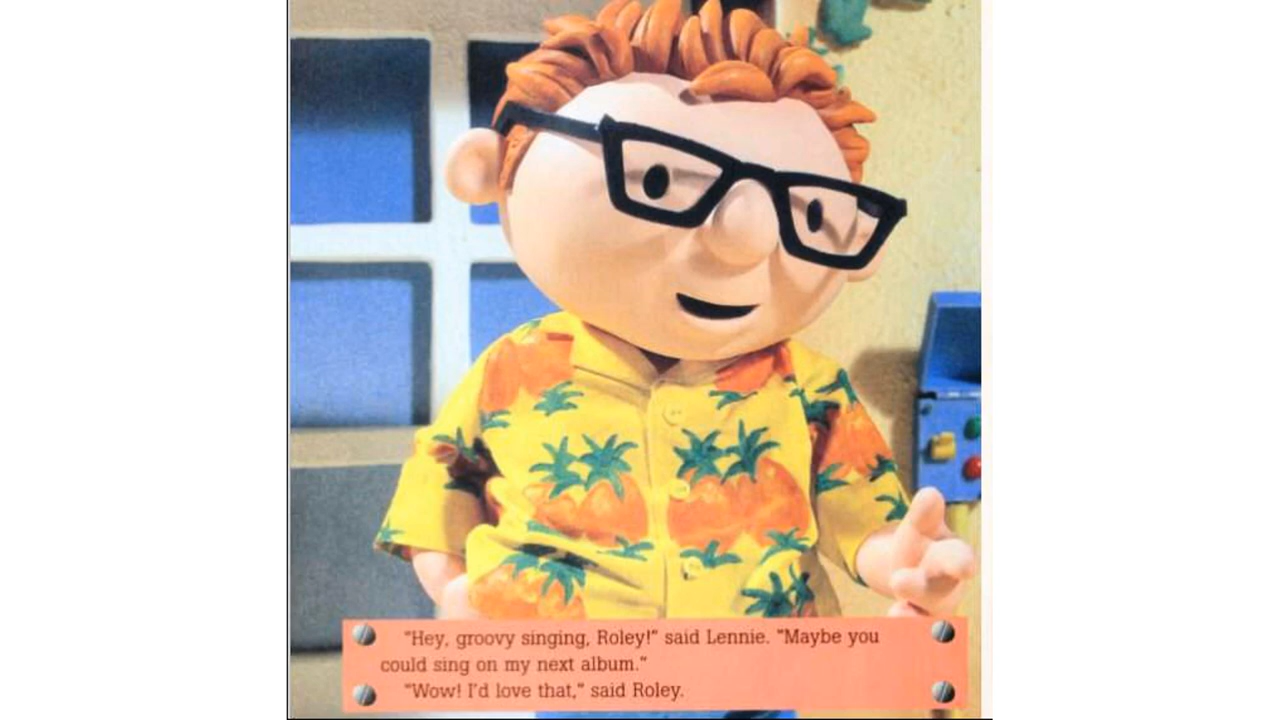 "Hey, groovy singing, Roley!" said Lennie. "Maybe you
could sing on my next album."
"Wow! I'd love that," said Roley.